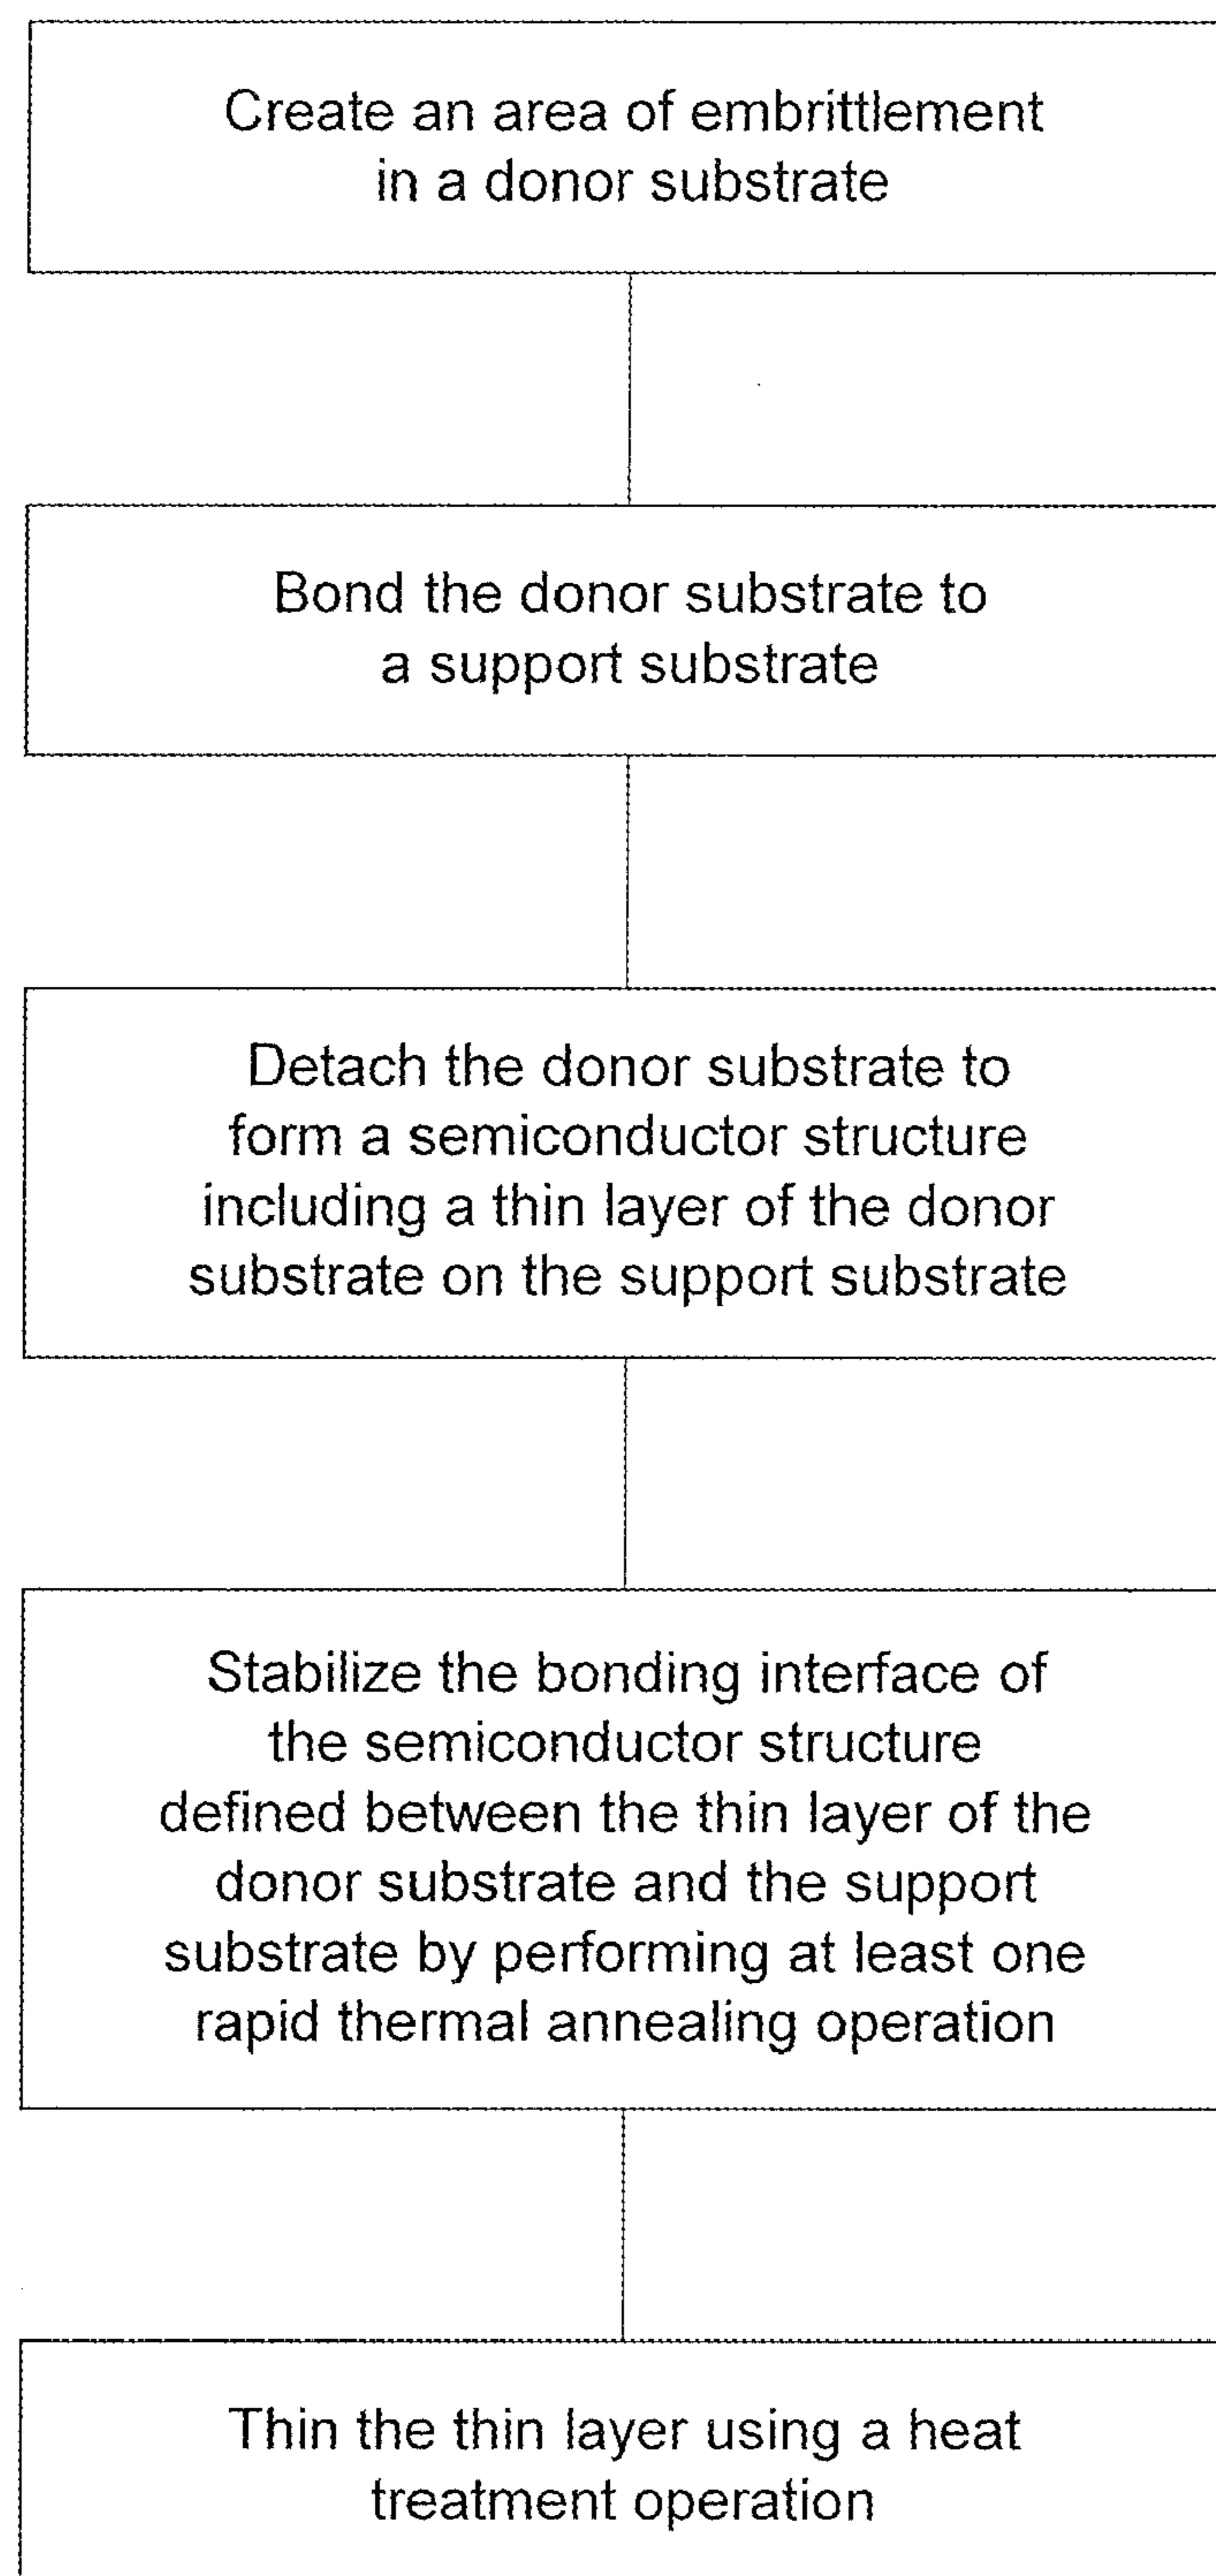 Create an area of embrittlement
in a donor substrate
Bond the donor substrate to
a support substrate
Detach the donor substrate to
form a semiconductor structure
including a thin layer of the donor
substrate on the support substrate
Stabilize the bonding interface of
the semiconductor structure
defined between the thin layer of the
donor substrate and the support
substrate by performing at least one
rapid thermal annealing operation
Thin the thin layer using a heat
treatment operation